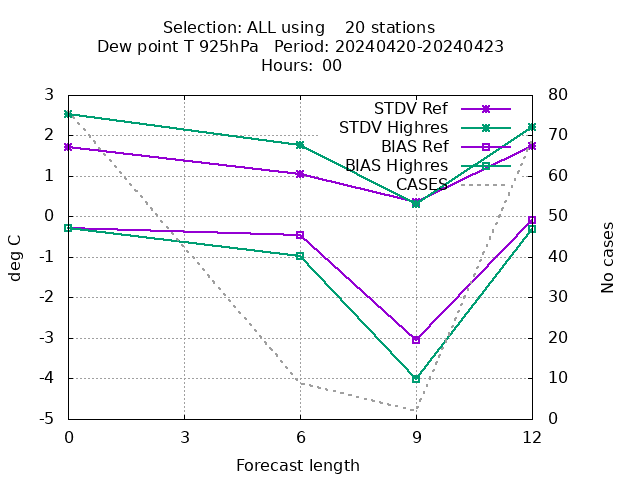 Selection: ALL using    20 stations
Dew point T 925hPa   Period: 20240420-20240423
Hours: 00
STDV Ref
STDV Highres
BIAS Ref
BIAS Highres
CASES
3
2
1
0
-1
-2
-3
-4
-5
80
70
60
50
40
30
20
10
0
deg C
No cases
0 3 6 9 12
Forecast length